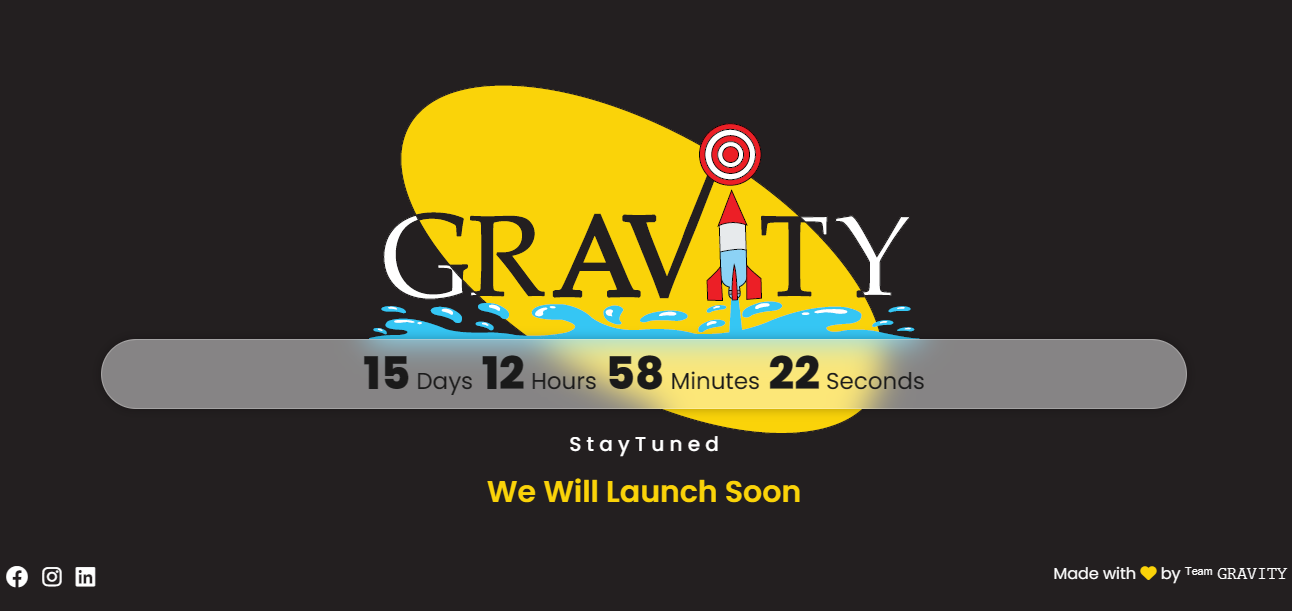 GRAVITY
15 Days 12 Hours 58 Minutes 22 Seconds
StayTuned
We Will Launch Soon
Made with 💛 by Team GRAVITY